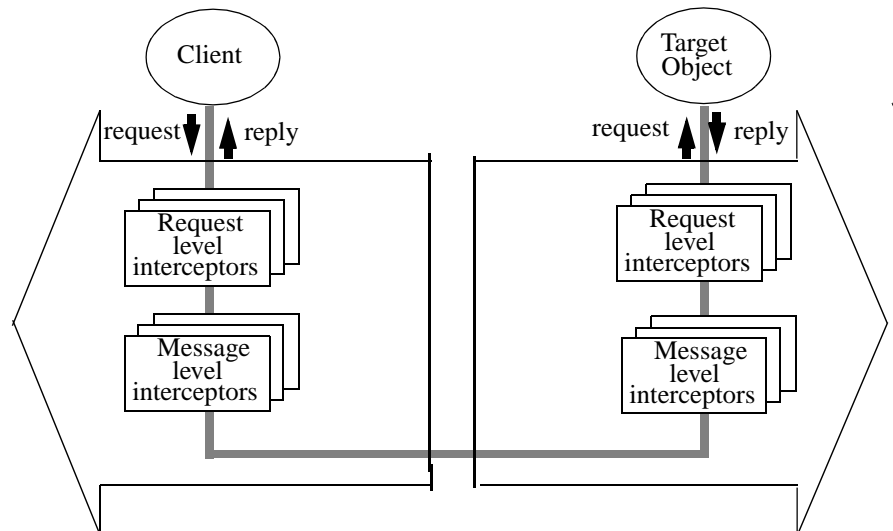 Client
Target
Object
request
reply
request
reply
Request
level
interceptors
Request
level
interceptors
Message
level
interceptors
Message
level
interceptors